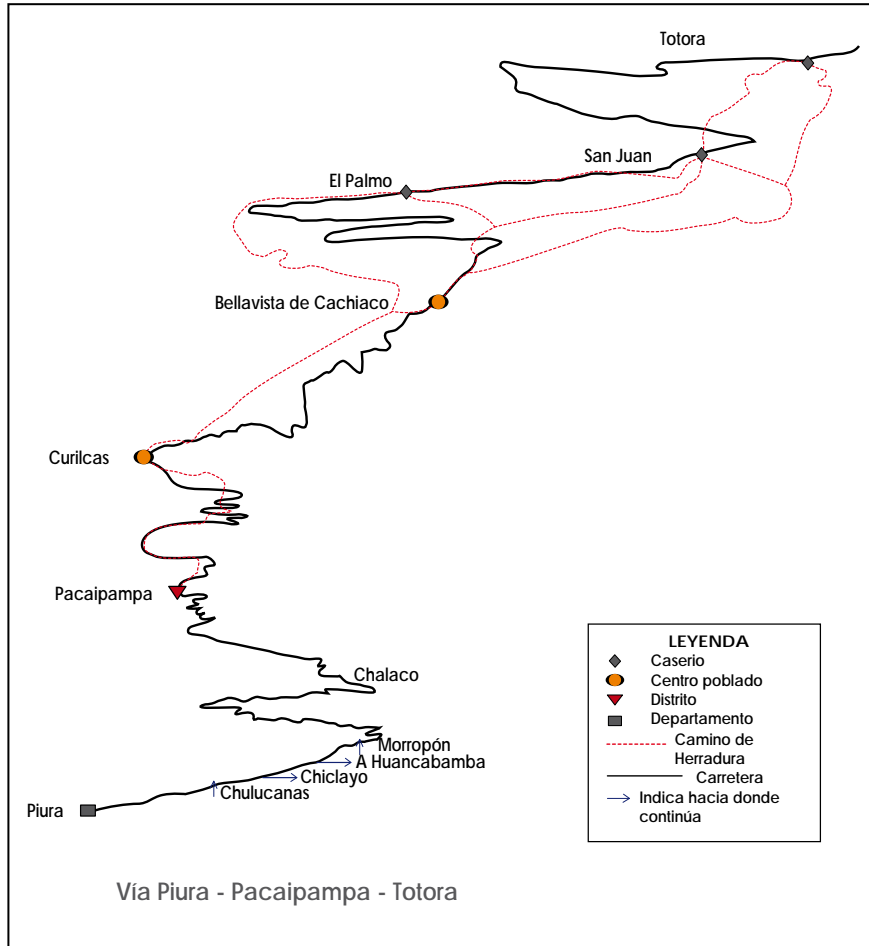 Totora
San Juan
El Palmo
Bellavista de Cachiaco
Curilcas
Pacaipampa
Chalaco
Morropón
A Huancabamba
Chiclayo
Chulucanas
Piura
LEYENDA
Caserio
Centro poblado
Distrito
Departamento
Camino de
Herradura
Carretera
Indica hacia donde
continúa
Vía Piura - Pacaipampa - Totora